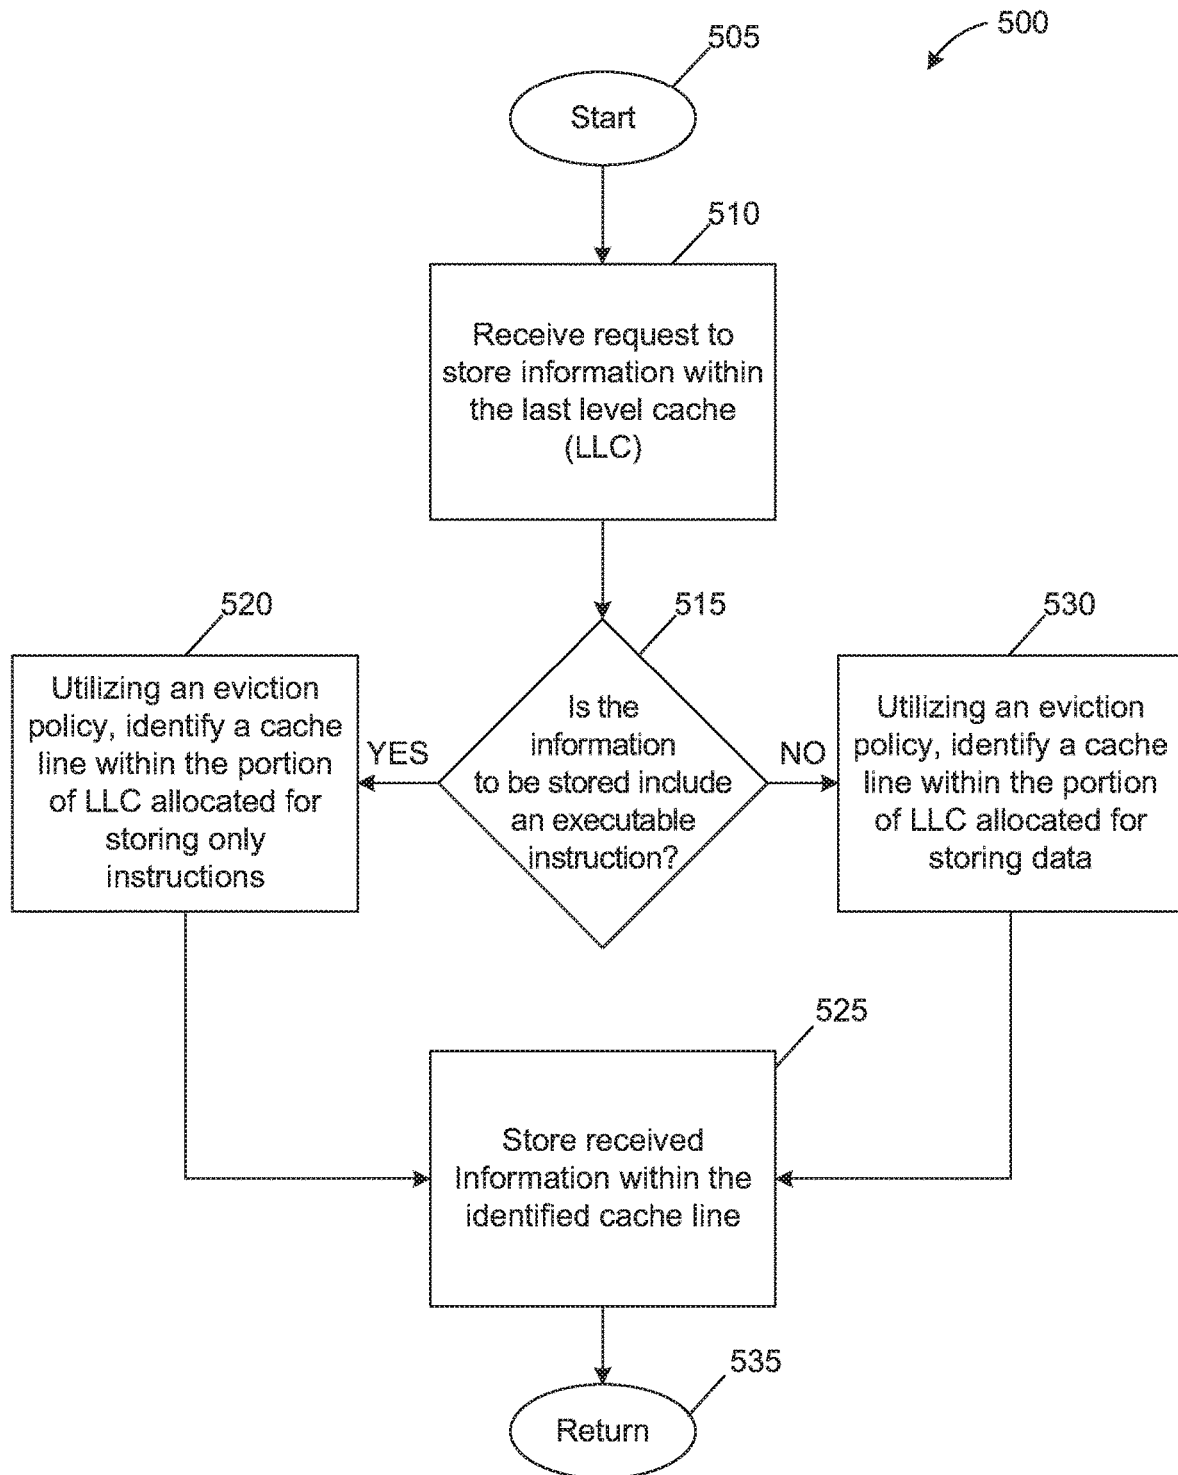 500
505
Start
510
Receive request to
store information within
the last level cache
(LLC)
515
Is the
information
to be stored include
an executable
instruction?
YES
NO
520
Utilizing an eviction
policy, identify a cache
line within the portion
of LLC allocated for
storing only
instructions
530
Utilizing an eviction
policy, identify a cache
line within the portion
of LLC allocated for
storing data
525
Store received
Information within the
identified cache line
535
Return